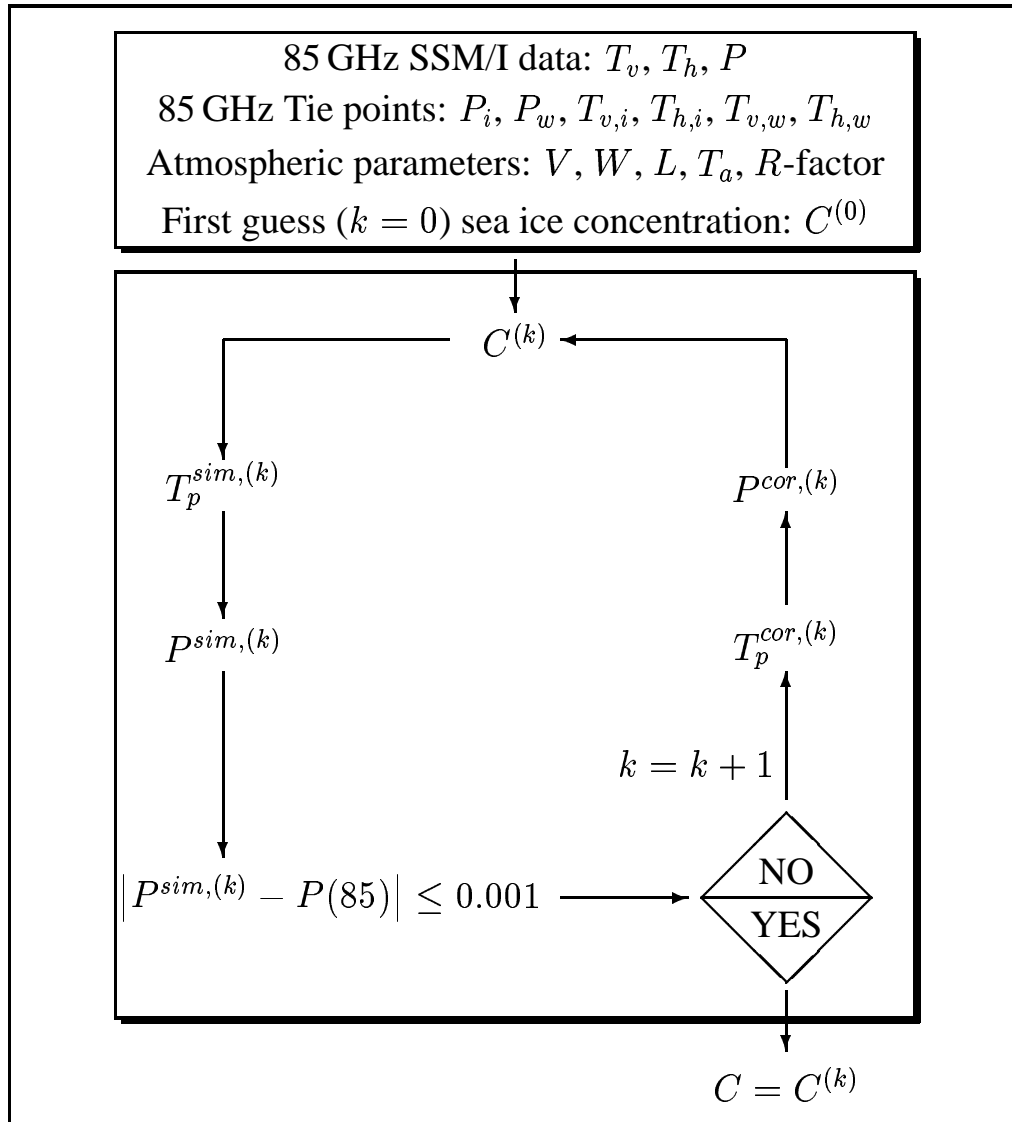 85 GHz SSM/I data: $T_v$, $T_h$, $P$
85 GHz Tie points: $P_i$, $P_w$, $T_{v,i}$, $T_{h,i}$, $T_{v,w}$, $T_{h,w}$
Atmospheric parameters: $V$, $W$, $L$, $T_a$, $R$-factor
First guess ($k = 0$) sea ice concentration: $C^{(0)}$
$C^{(k)}$
$T_p^{sim,(k)}$
$P^{sim,(k)}$
$|P^{sim,(k)} - P(85)| \leq 0.001$
NO
YES
$k = k + 1$
$T_p^{cor,(k)}$
$P^{cor,(k)}$
$C = C^{(k)}$